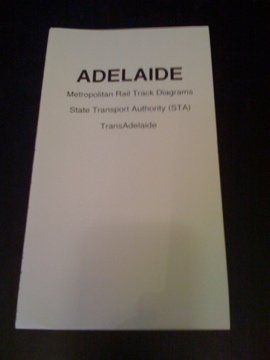 ADELAIDE
Metropolitan Rail Track Diagrams
State Transport Authority (STA)
TransAdelaide